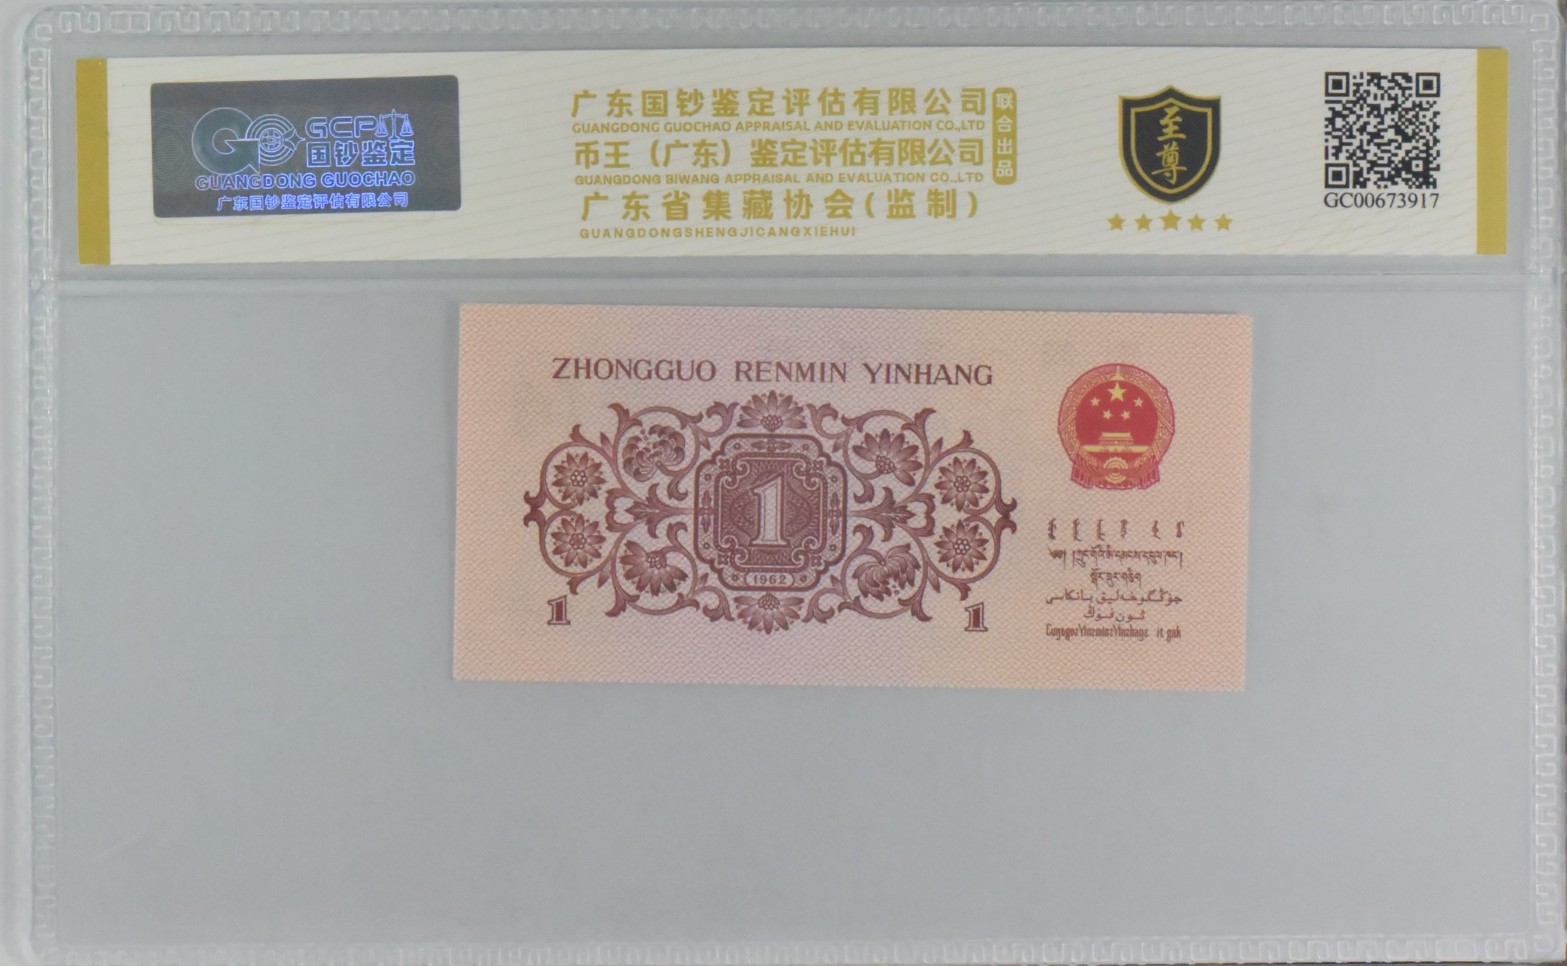 GCP
国钞鉴定
GUANGDONG GUOCHAO
广东国钞鉴定评估有限公司
广东国钞鉴定评估有限公司
GUANGDONG GUOCHAO APPRAISAL AND EVALUATION CO.,LTD
币王（广东）鉴定评估有限公司
GUANGDONG BIWANG APPRAISAL AND EVALUATION CO.,LTD
广东省集藏协会(监制)
GUANGDONGSHENGJICANGXIEHUI
联合出品
至尊
GC00673917
ZHONGGUO RENMIN YINHANG
1
(1962)
1
1
جۇڭگوخەلىق بانكاسى